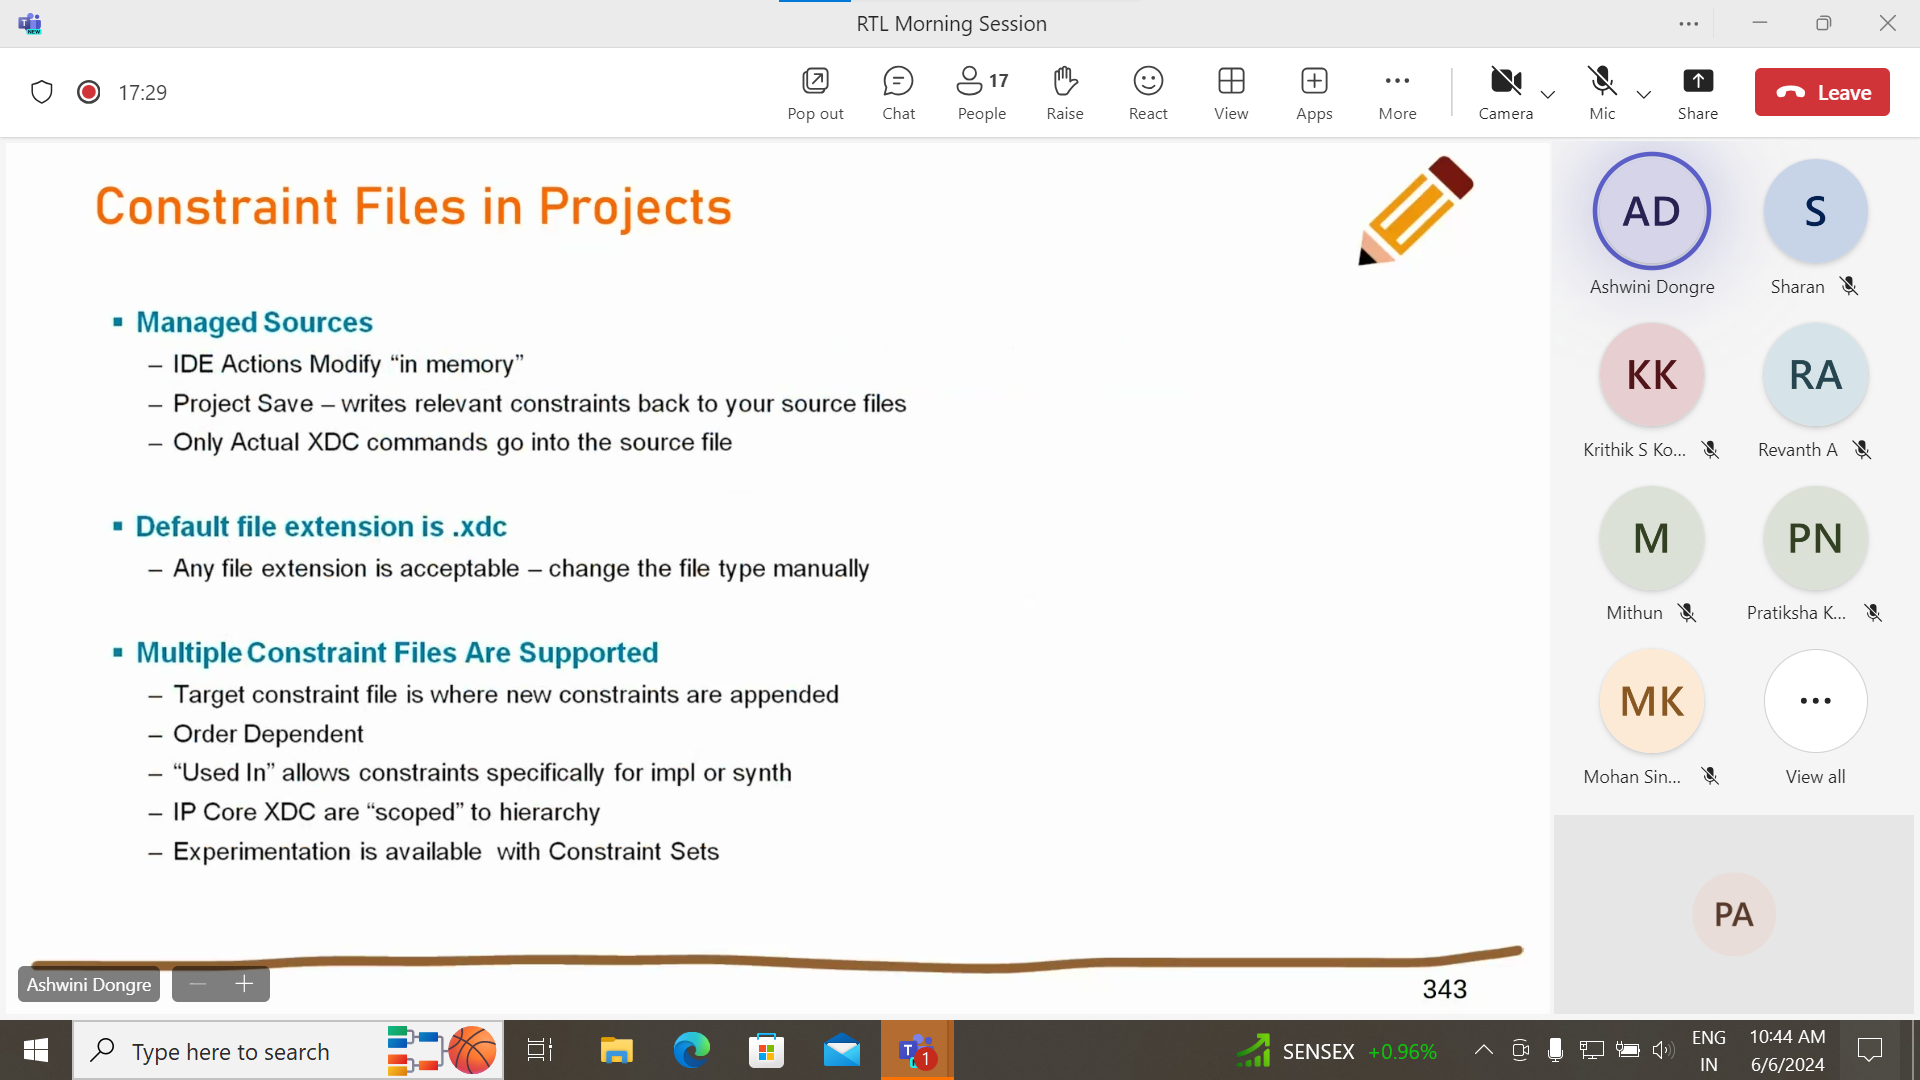 RTL Morning Session
17:29
Pop out
Chat
17
People
Raise
React
View
Apps
More
Camera
Mic
Share
Leave
Constraint Files in Projects
Managed Sources
– IDE Actions Modify “in memory”
– Project Save – writes relevant constraints back to your source files
– Only Actual XDC commands go into the source file
Default file extension is .xdc
– Any file extension is acceptable – change the file type manually
Multiple Constraint Files Are Supported
– Target constraint file is where new constraints are appended
– Order Dependent
– “Used In” allows constraints specifically for impl or synth
– IP Core XDC are “scoped” to hierarchy
– Experimentation is available with Constraint Sets
343
Ashwini Dongre
AD
Ashwini Dongre
S
Sharan
KK
Krithik S Ko...
RA
Revanth A
M
Mithun
PN
Pratiksha K...
MK
Mohan Sin...
View all
PA
Type here to search
1
SENSEX +0.96%
ENG
IN
10:44 AM
6/6/2024